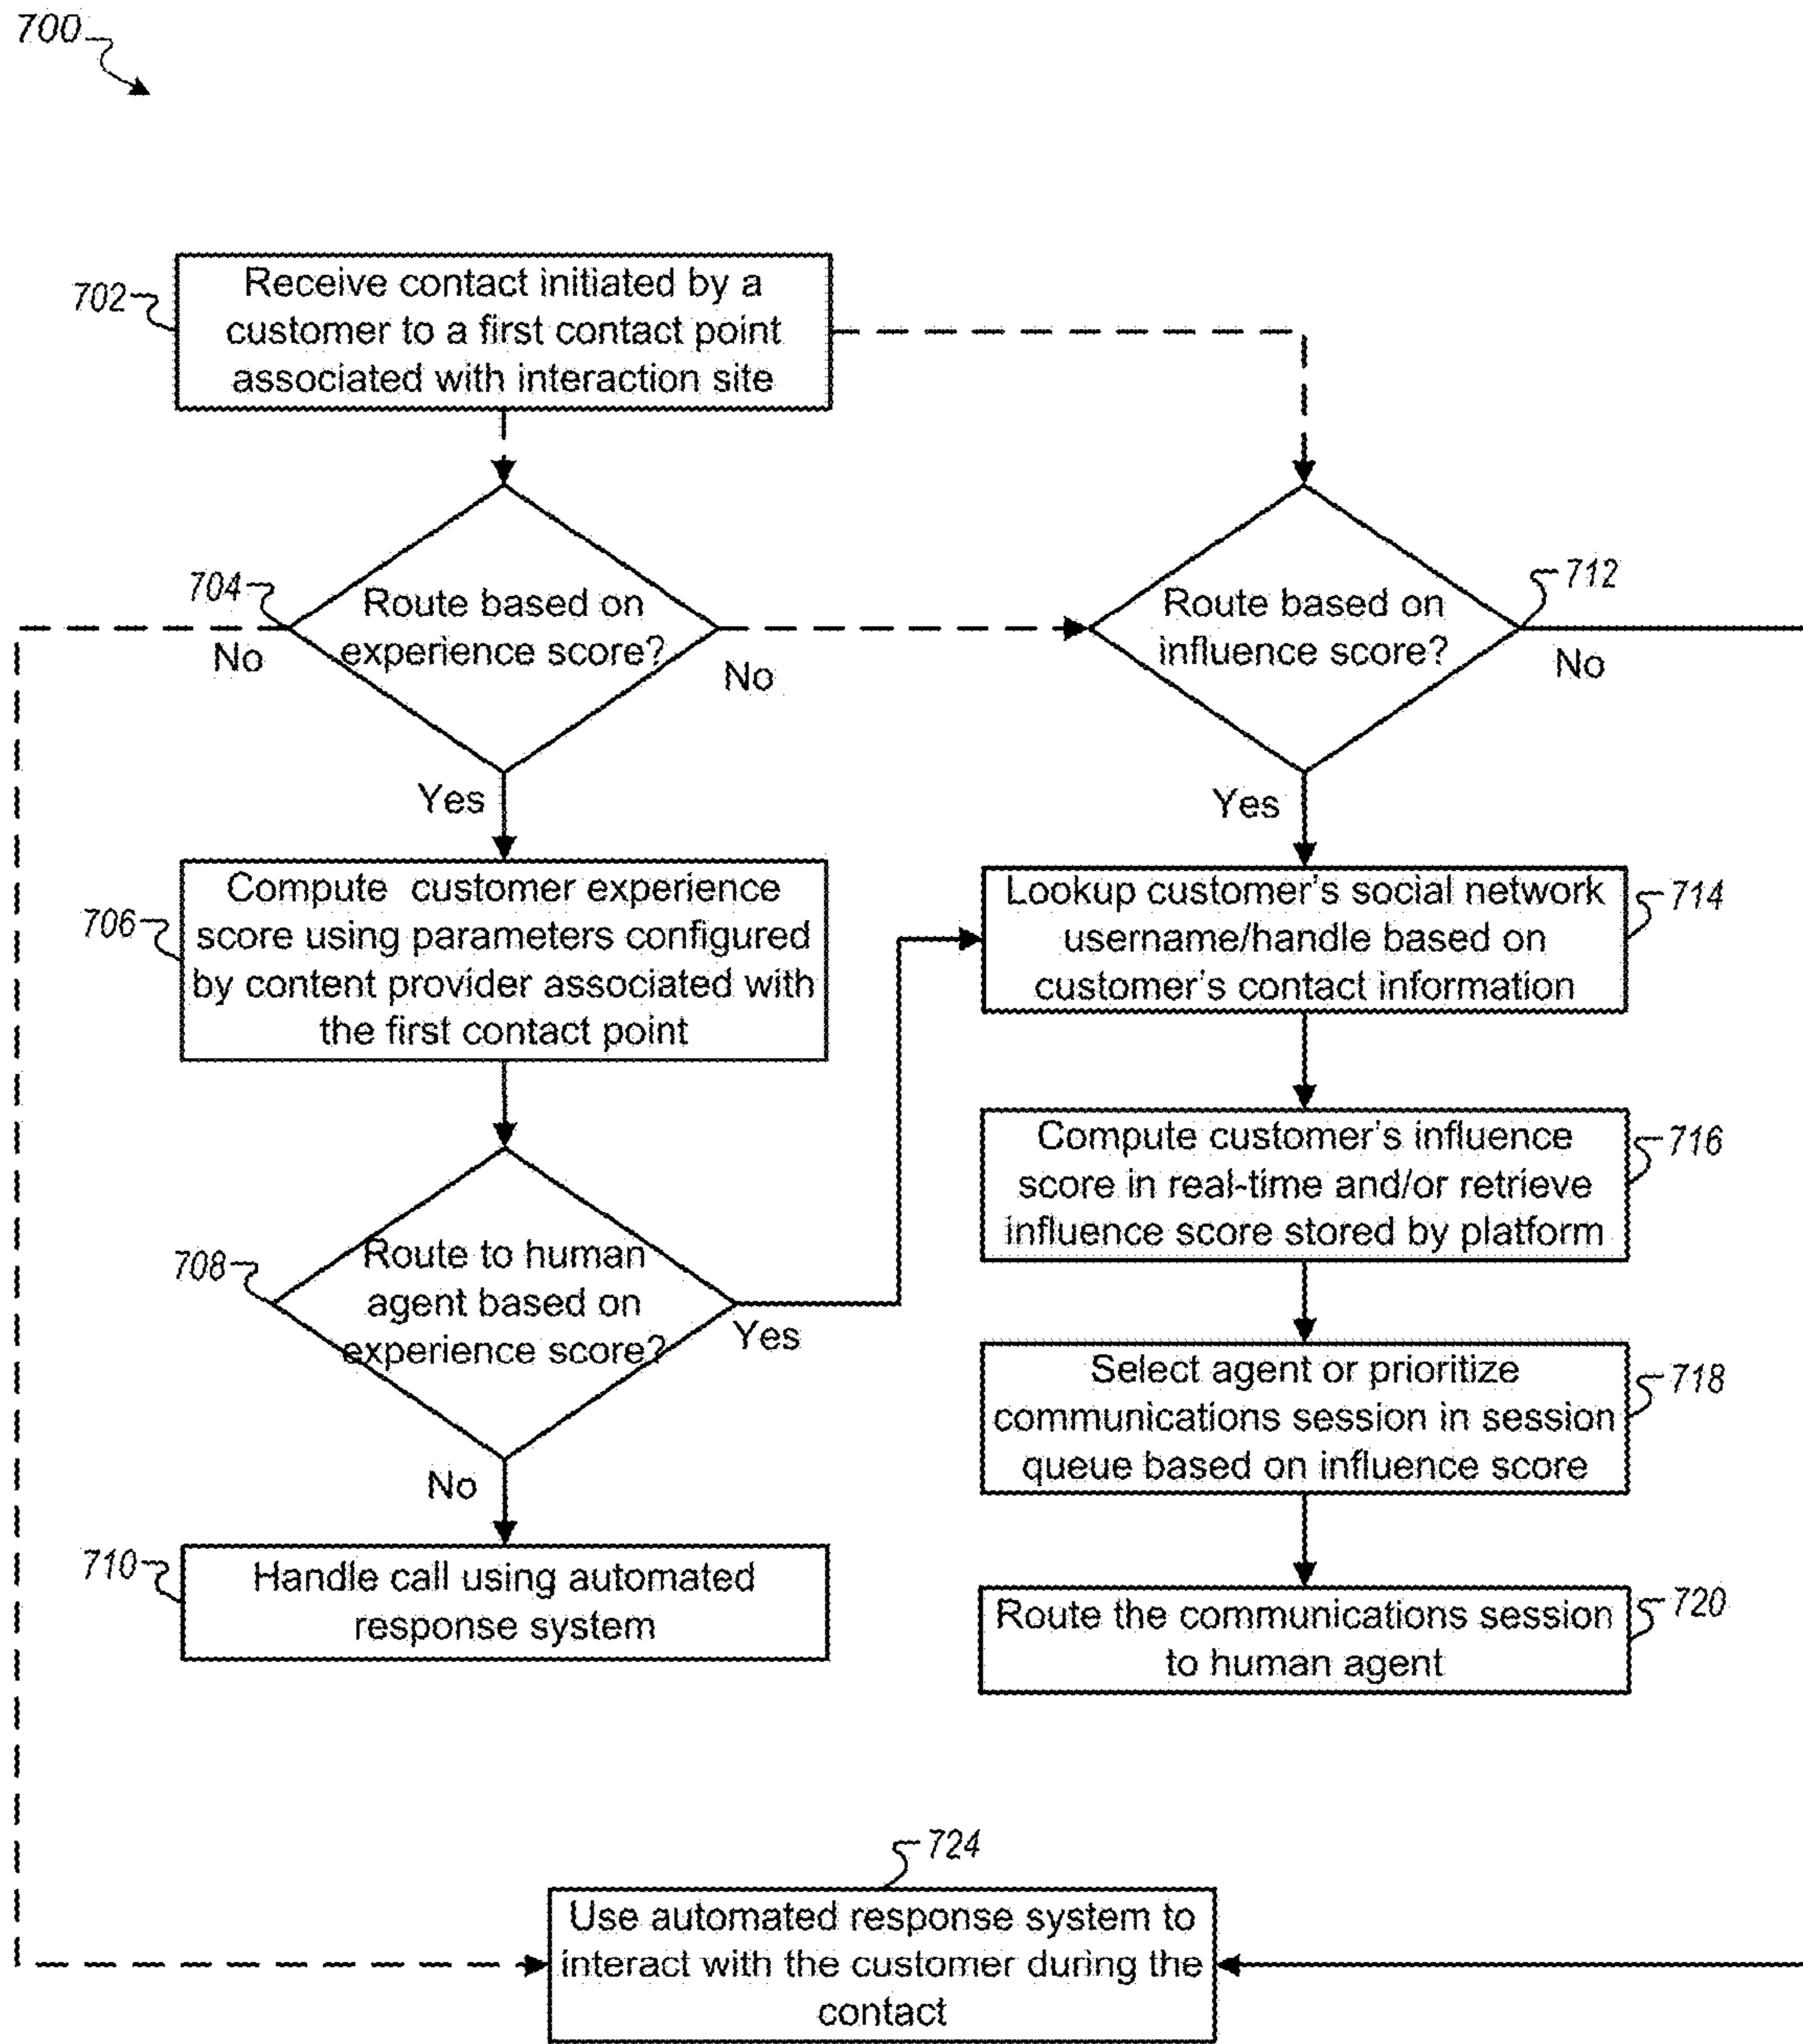 700
702
Receive contact initiated by a
customer to a first contact point
associated with interaction site
704
Route based on
experience score?
No
No
Yes
712
Route based on
influence score?
No
Yes
706
Compute customer experience
score using parameters configured
by content provider associated with
the first contact point
714
Lookup customer's social network
username/handle based on
customer's contact information
716
Compute customer's influence
score in real-time and/or retrieve
influence score stored by platform
708
Route to human
agent based on
experience score?
Yes
No
718
Select agent or prioritize
communications session in session
queue based on influence score
710
Handle call using automated
response system
720
Route the communications session
to human agent
724
Use automated response system to
interact with the customer during the
contact